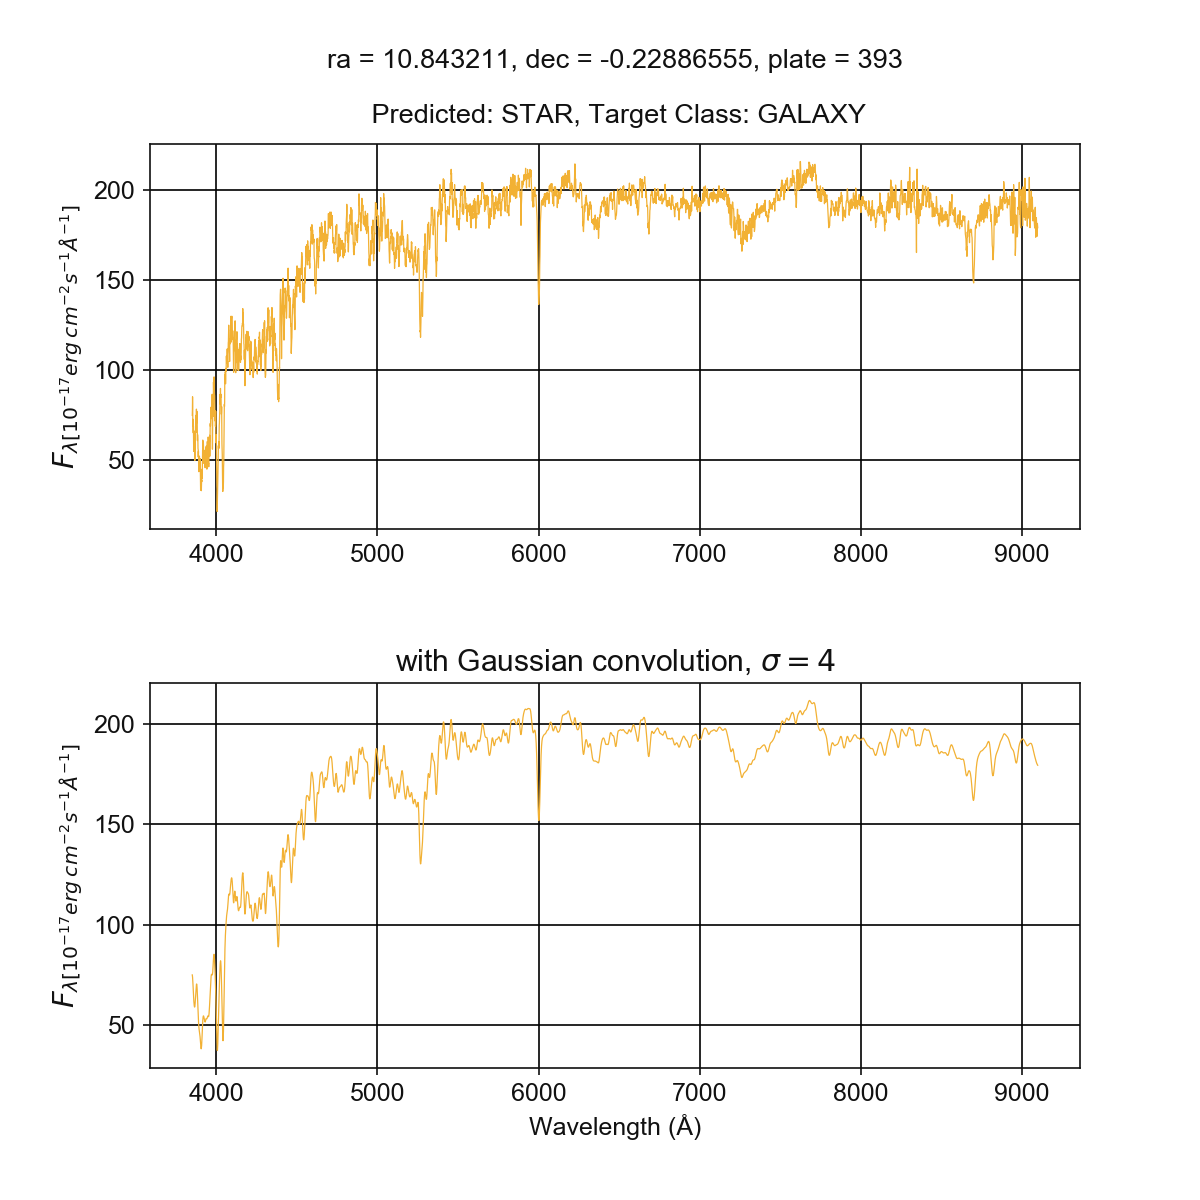 ra = 10.843211, dec = -0.22886555, plate = 393
Predicted: STAR, Target Class: GALAXY
200
150
100
50
F_{λ[10^{−17} erg cm^{−2} s^{−1} Å^{−1}]}
4000 5000 6000 7000 8000 9000
with Gaussian convolution, σ = 4
200
150
100
50
F_{λ[10^{−17} erg cm^{−2} s^{−1} Å^{−1}]}
4000 5000 6000 7000 8000 9000
Wavelength (Å)